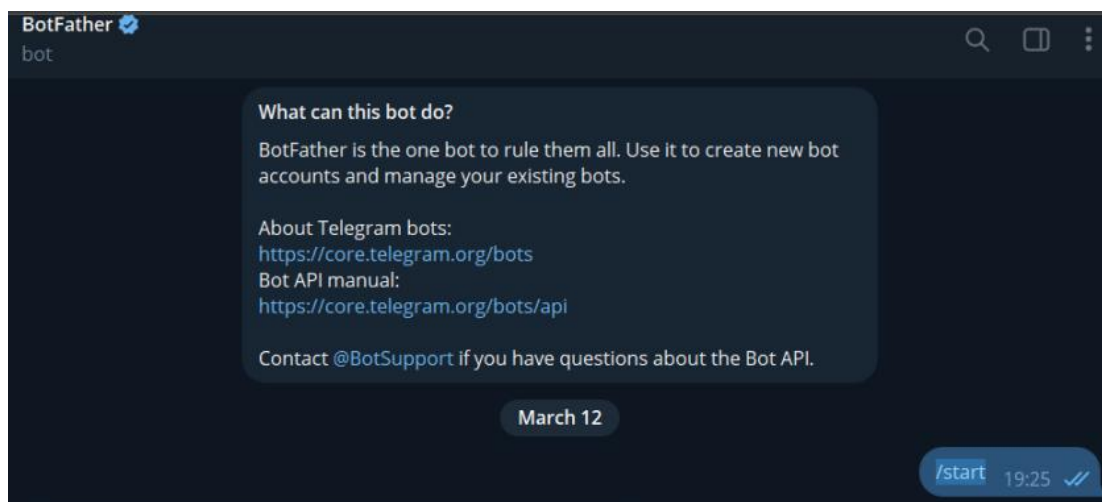 BotFather
bot
What can this bot do?
BotFather is the one bot to rule them all. Use it to create new bot
accounts and manage your existing bots.
About Telegram bots:
https://core.telegram.org/bots
Bot API manual:
https://core.telegram.org/bots/api
Contact @BotSupport if you have questions about the Bot API.
March 12
/start 19:25